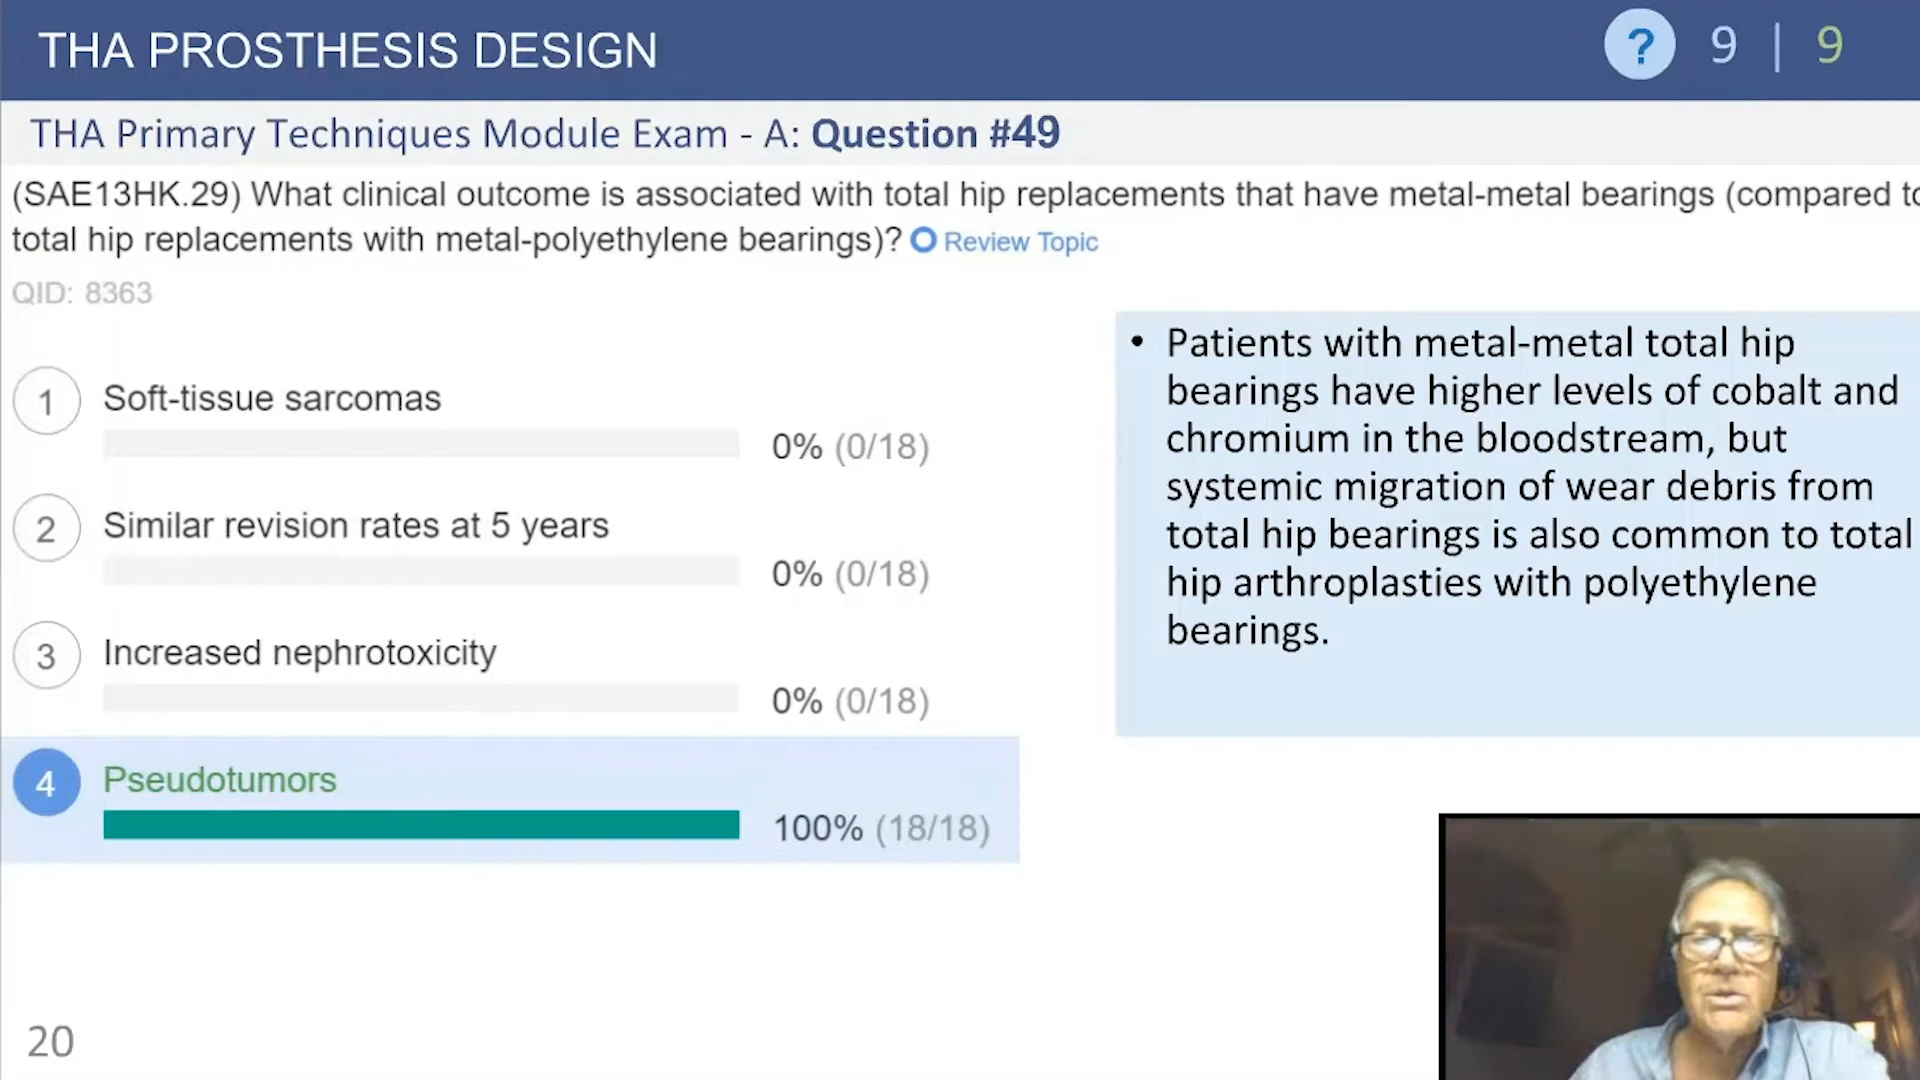 THA PROSTHESIS DESIGN
? 9 | 9
THA Primary Techniques Module Exam - A: Question #49
(SAE13HK.29) What clinical outcome is associated with total hip replacements that have metal-metal bearings (compared to
total hip replacements with metal-polyethylene bearings)? Review Topic
QID: 8363
1 Soft-tissue sarcomas
0% (0/18)
2 Similar revision rates at 5 years
0% (0/18)
3 Increased nephrotoxicity
0% (0/18)
4 Pseudotumors
100% (18/18)
• Patients with metal-metal total hip
bearings have higher levels of cobalt and
chromium in the bloodstream, but
systemic migration of wear debris from
total hip bearings is also common to total
hip arthroplasties with polyethylene
bearings.
20